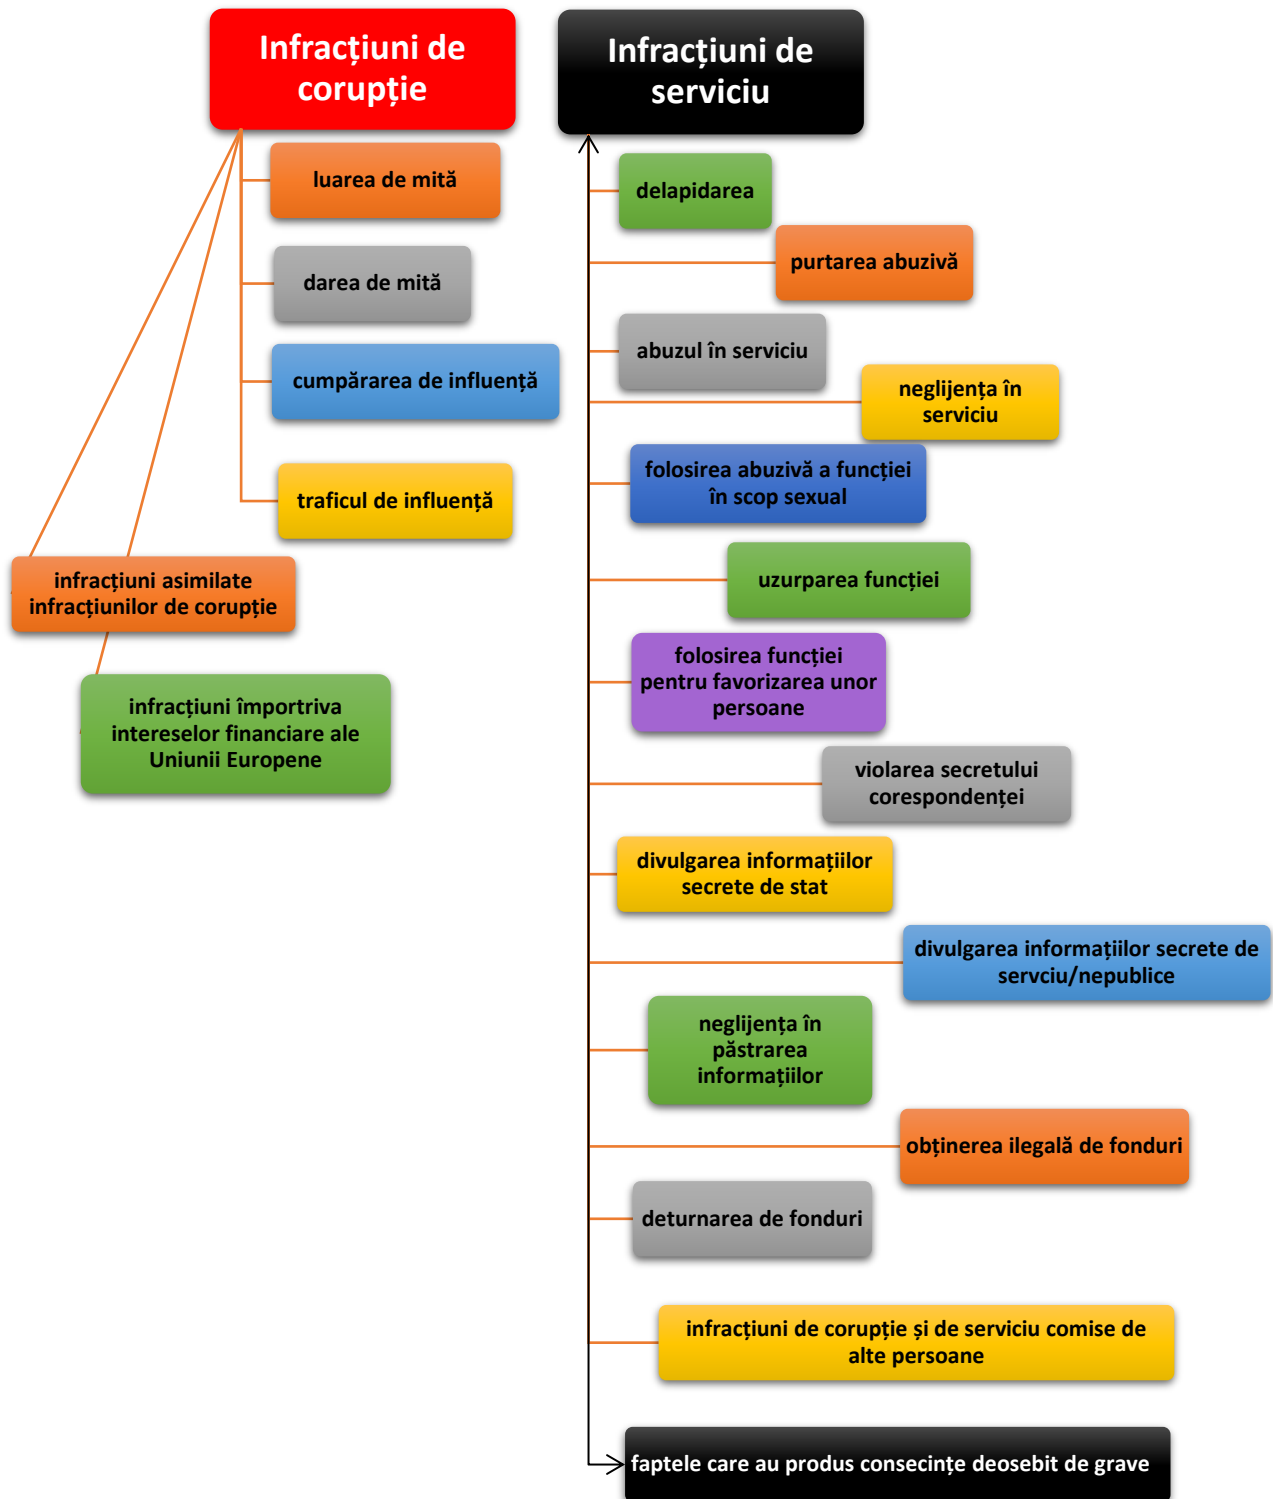 Infracțiuni de
corupție
luarea de mită
darea de mită
cumpărarea de influență
traficul de influență
infracțiuni asimilate
infracțiunilor de corupție
infracțiuni împortriva
intereselor financiare ale
Uniunii Europene
Infracțiuni de
serviciu
delapidarea
purtarea abuzivă
abuzul în serviciu
neglijența în
serviciu
folosirea abuzivă a funcției
în scop sexual
uzurparea funcției
folosirea funcției
pentru favorizarea unor
persoane
violarea secretului
corespondenței
divulgarea informațiilor
secrete de stat
divulgarea informațiilor secrete de
servciu/nepublice
neglijența în
păstrarea
informațiilor
obținerea ilegală de fonduri
deturnarea de fonduri
infracțiuni de corupție și de serviciu comise de
alte persoane
faptele care au produs consecințe deosebit de grave